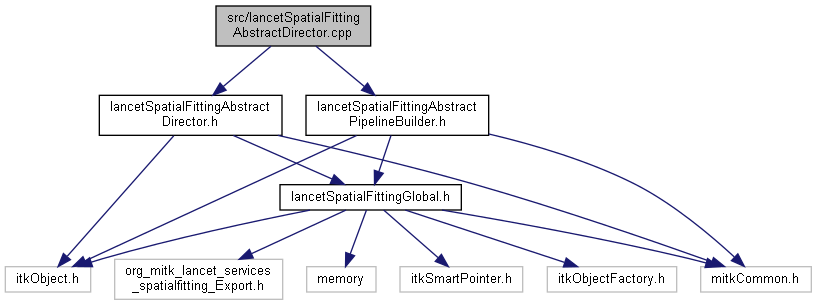 src/lancetSpatialFitting
AbstractDirector.cpp
lancetSpatialFittingAbstract
Director.h
lancetSpatialFittingAbstract
PipelineBuilder.h
lancetSpatialFittingGlobal.h
itkObject.h
org_mitk_lancet_services
_spatialfitting_Export.h
memory
itkSmartPointer.h
itkObjectFactory.h
mitkCommon.h